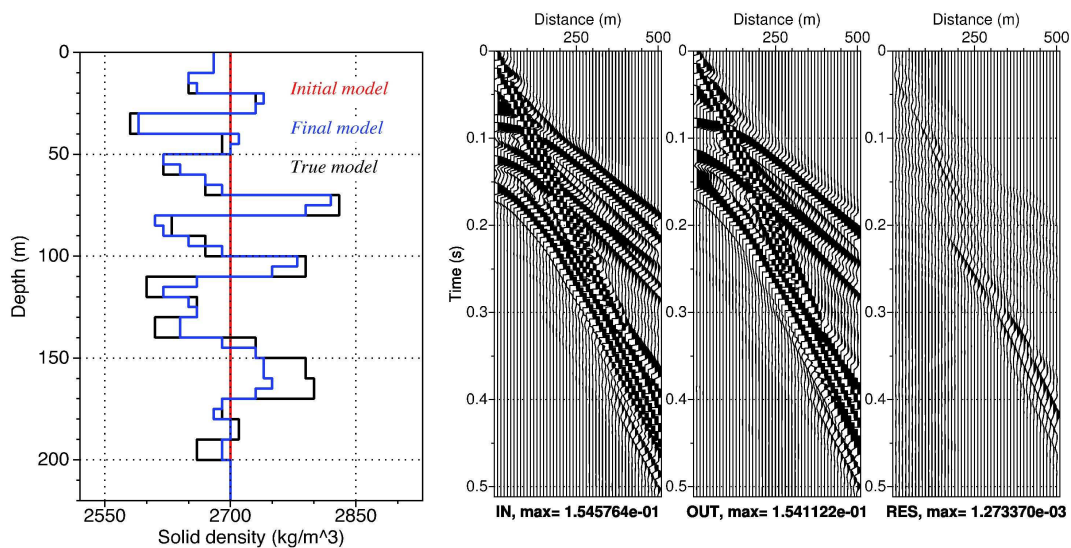 0
50
100
150
200
Depth (m)
2550
2700
2850
Solid density (kg/m^3)
Initial model
Final model
True model
Distance (m)
250
500
0
0.1
0.2
0.3
0.4
0.5
Time (s)
IN, max= 1.545764e-01
Distance (m)
250
500
0
0.1
0.2
0.3
0.4
0.5
OUT, max= 1.541122e-01
Distance (m)
250
500
0
0.1
0.2
0.3
0.4
0.5
RES, max= 1.273370e-03